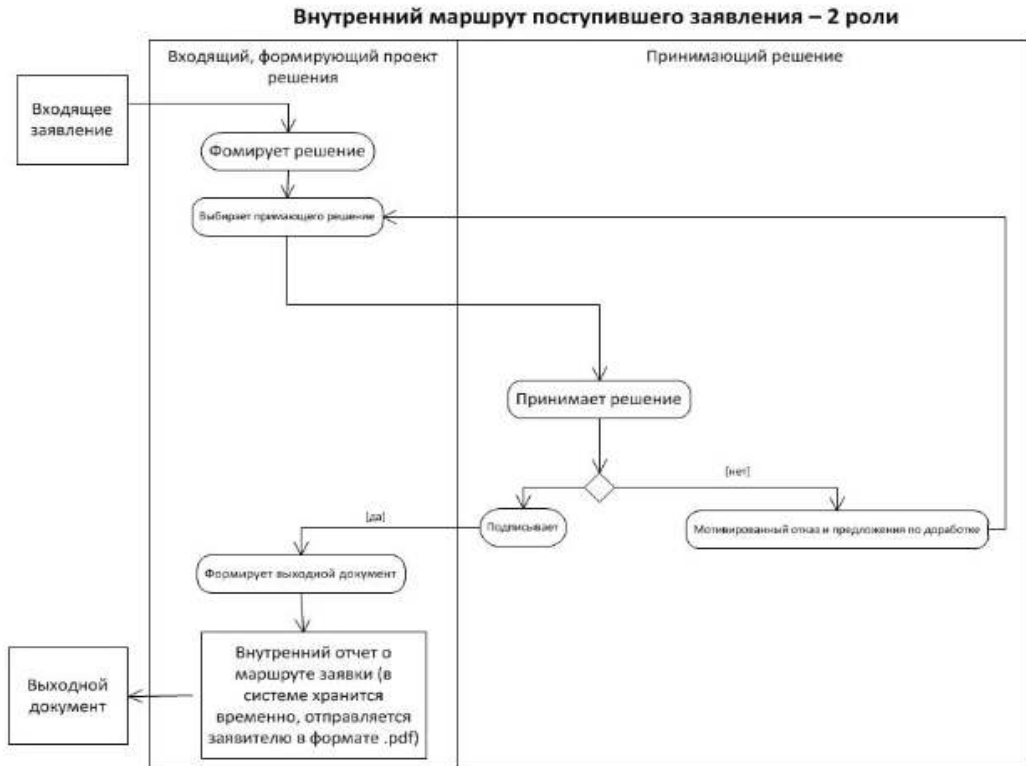 Внутренний маршрут поступившего заявления – 2 роли
Входящий, формирующий проект
решения
Принимающий решение
Входящее
заявление
Фомирует решение
Выбирает примающего решение
Принимает решение
[нет]
[да]
Подписывает
Мотивированный отказ и предложения по доработке
Формирует выходной документ
Внутренний отчет о
маршруте заявки (в
системе хранится
временно, отправляется
заявителю в формате .pdf)
Выходной
документ